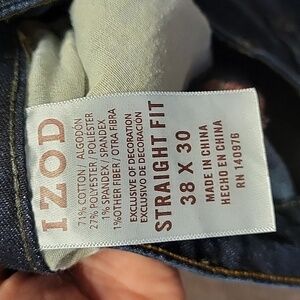 IZOD
71% COTTON / ALGODÓN
27% POLYESTER / POLIÉSTER
1% SPANDEX / SPANDEX
1% OTHER FIBER / OTRA FIBRA
EXCLUSIVE OF DECORATION
EXCLUSIVO DE DECORACIÓN
STRAIGHT FIT
38 X 30
MADE IN CHINA
HECHO EN CHINA
RN 140976